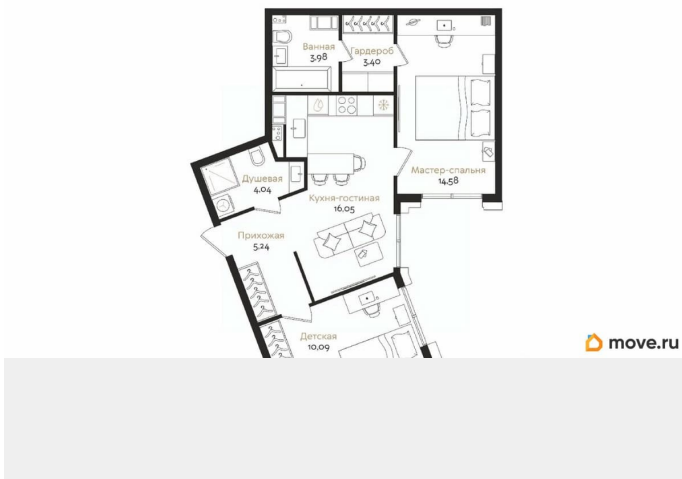 Ванная
3.98
Гардероб
3.40
Мастер-спальня
14.58
Душевая
4.04
Кухня-гостиная
16.05
Прихожая
5.24
Детская
10.09
move.ru